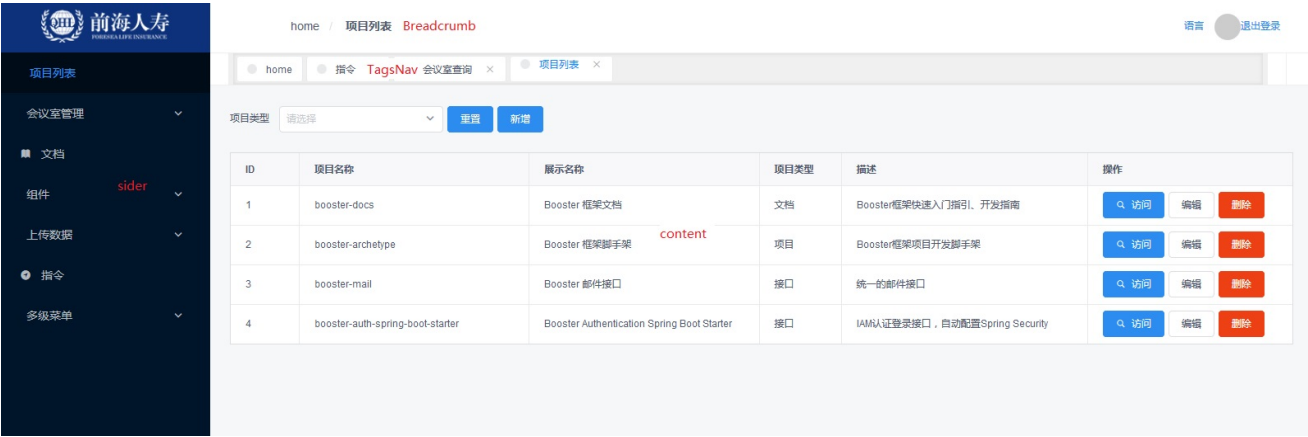 前海人寿
FORESEA LIFE INSURANCE
home / 项目列表 Breadcrumb
语言 退出登录
项目列表
会议室管理
文档
组件
sider
上传数据
指令
多级菜单
home
指令 TagsNav 会议室查询 ×
项目列表 ×
项目类型 请选择 重置 新增
ID 项目名称 展示名称 项目类型 描述 操作
1 booster-docs Booster 框架文档 文档 Booster框架快速入门指引、开发指南 访问 编辑 删除
content
2 booster-archetype Booster 框架脚手架 项目 Booster框架项目开发脚手架 访问 编辑 删除
3 booster-mail Booster 邮件接口 接口 统一的邮件接口 访问 编辑 删除
4 booster-auth-spring-boot-starter Booster Authentication Spring Boot Starter 接口 IAM认证登录接口，自动配置Spring Security 访问 编辑 删除